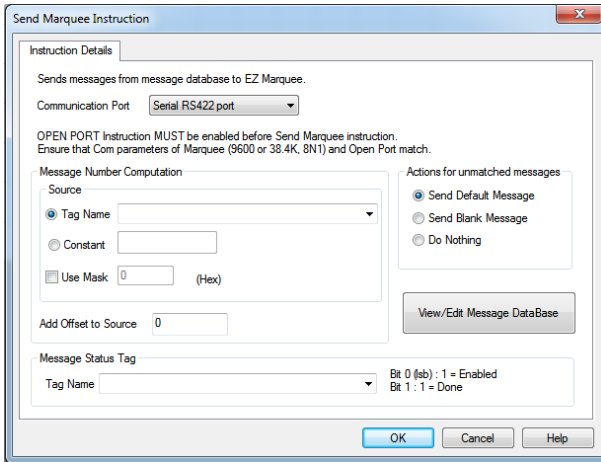 Send Marquee Instruction
Instruction Details
Sends messages from message database to EZ Marquee.
Communication Port Serial RS422 port
OPEN PORT Instruction MUST be enabled before Send Marquee instruction.
Ensure that Com parameters of Marquee (9600 or 38.4K, 8N1) and Open Port match.
Message Number Computation
Source
Tag Name
Constant
Use Mask 0 (Hex)
Add Offset to Source 0
Actions for unmatched messages
Send Default Message
Send Blank Message
Do Nothing
View/Edit Message DataBase
Message Status Tag
Tag Name
Bit 0 (lsb) : 1 = Enabled
Bit 1 : 1 = Done
OK Cancel Help